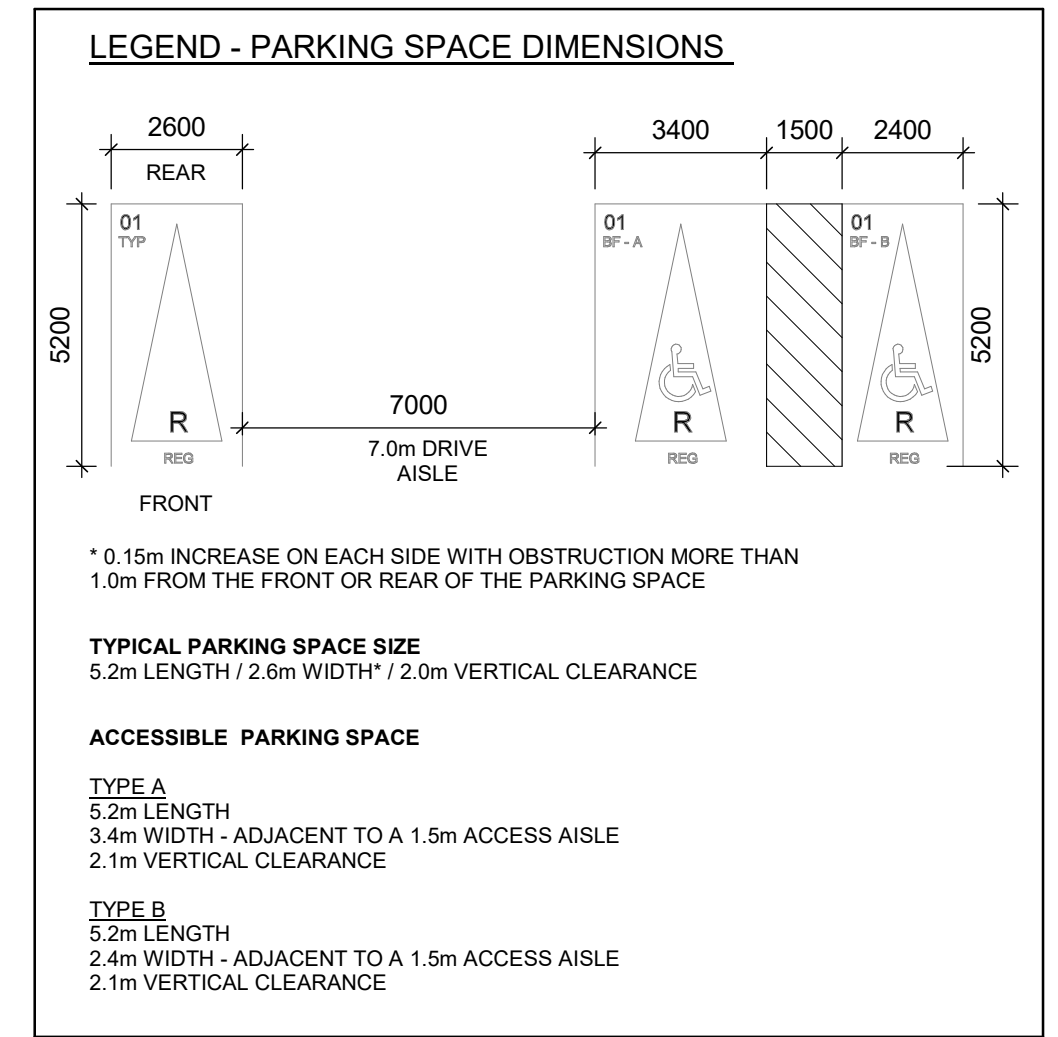 LEGEND - PARKING SPACE DIMENSIONS
2600
3400 1500 2400
REAR
01
TYP
01
BF - A
01
BF - B
5200
5200
7000
7.0m DRIVE
AISLE
R
R
R
REG
REG
REG
FRONT
* 0.15m INCREASE ON EACH SIDE WITH OBSTRUCTION MORE THAN
1.0m FROM THE FRONT OR REAR OF THE PARKING SPACE
TYPICAL PARKING SPACE SIZE
5.2m LENGTH / 2.6m WIDTH* / 2.0m VERTICAL CLEARANCE
ACCESSIBLE PARKING SPACE
TYPE A
5.2m LENGTH
3.4m WIDTH - ADJACENT TO A 1.5m ACCESS AISLE
2.1m VERTICAL CLEARANCE
TYPE B
5.2m LENGTH
2.4m WIDTH - ADJACENT TO A 1.5m ACCESS AISLE
2.1m VERTICAL CLEARANCE